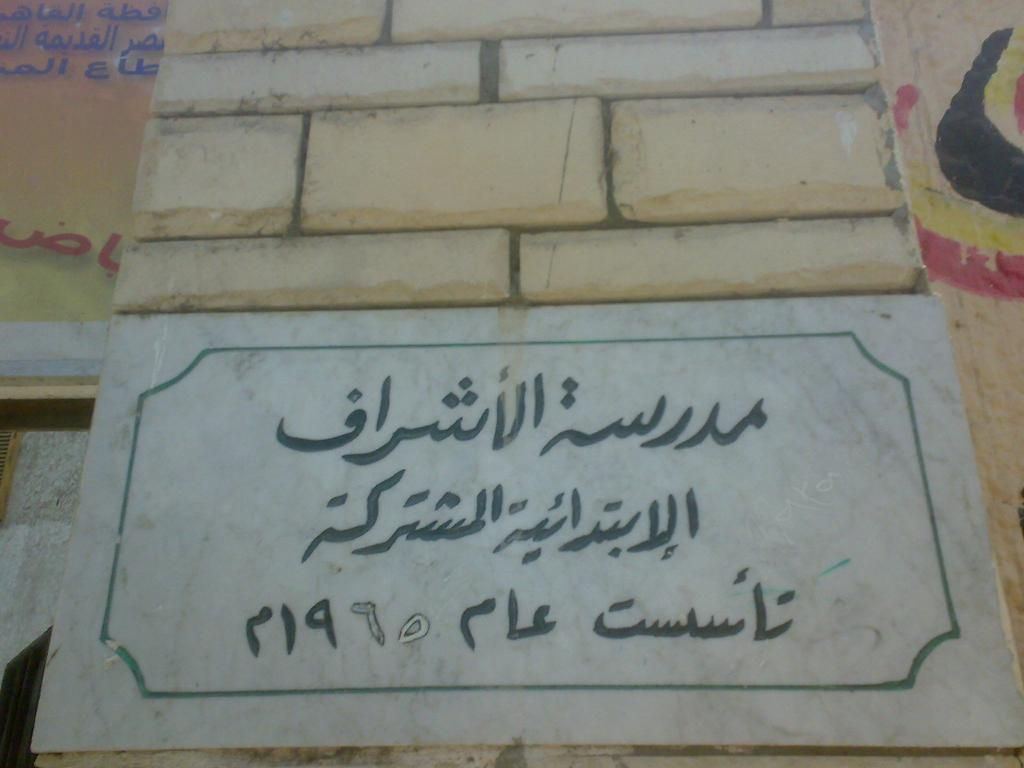 مدرسة الأشراف
الإبتدائية المشتركة
تأسست عام ١٩٦٥م